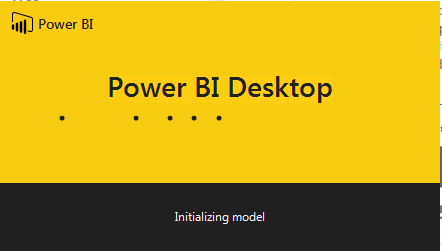 Power BI
Power BI Desktop
Initializing model